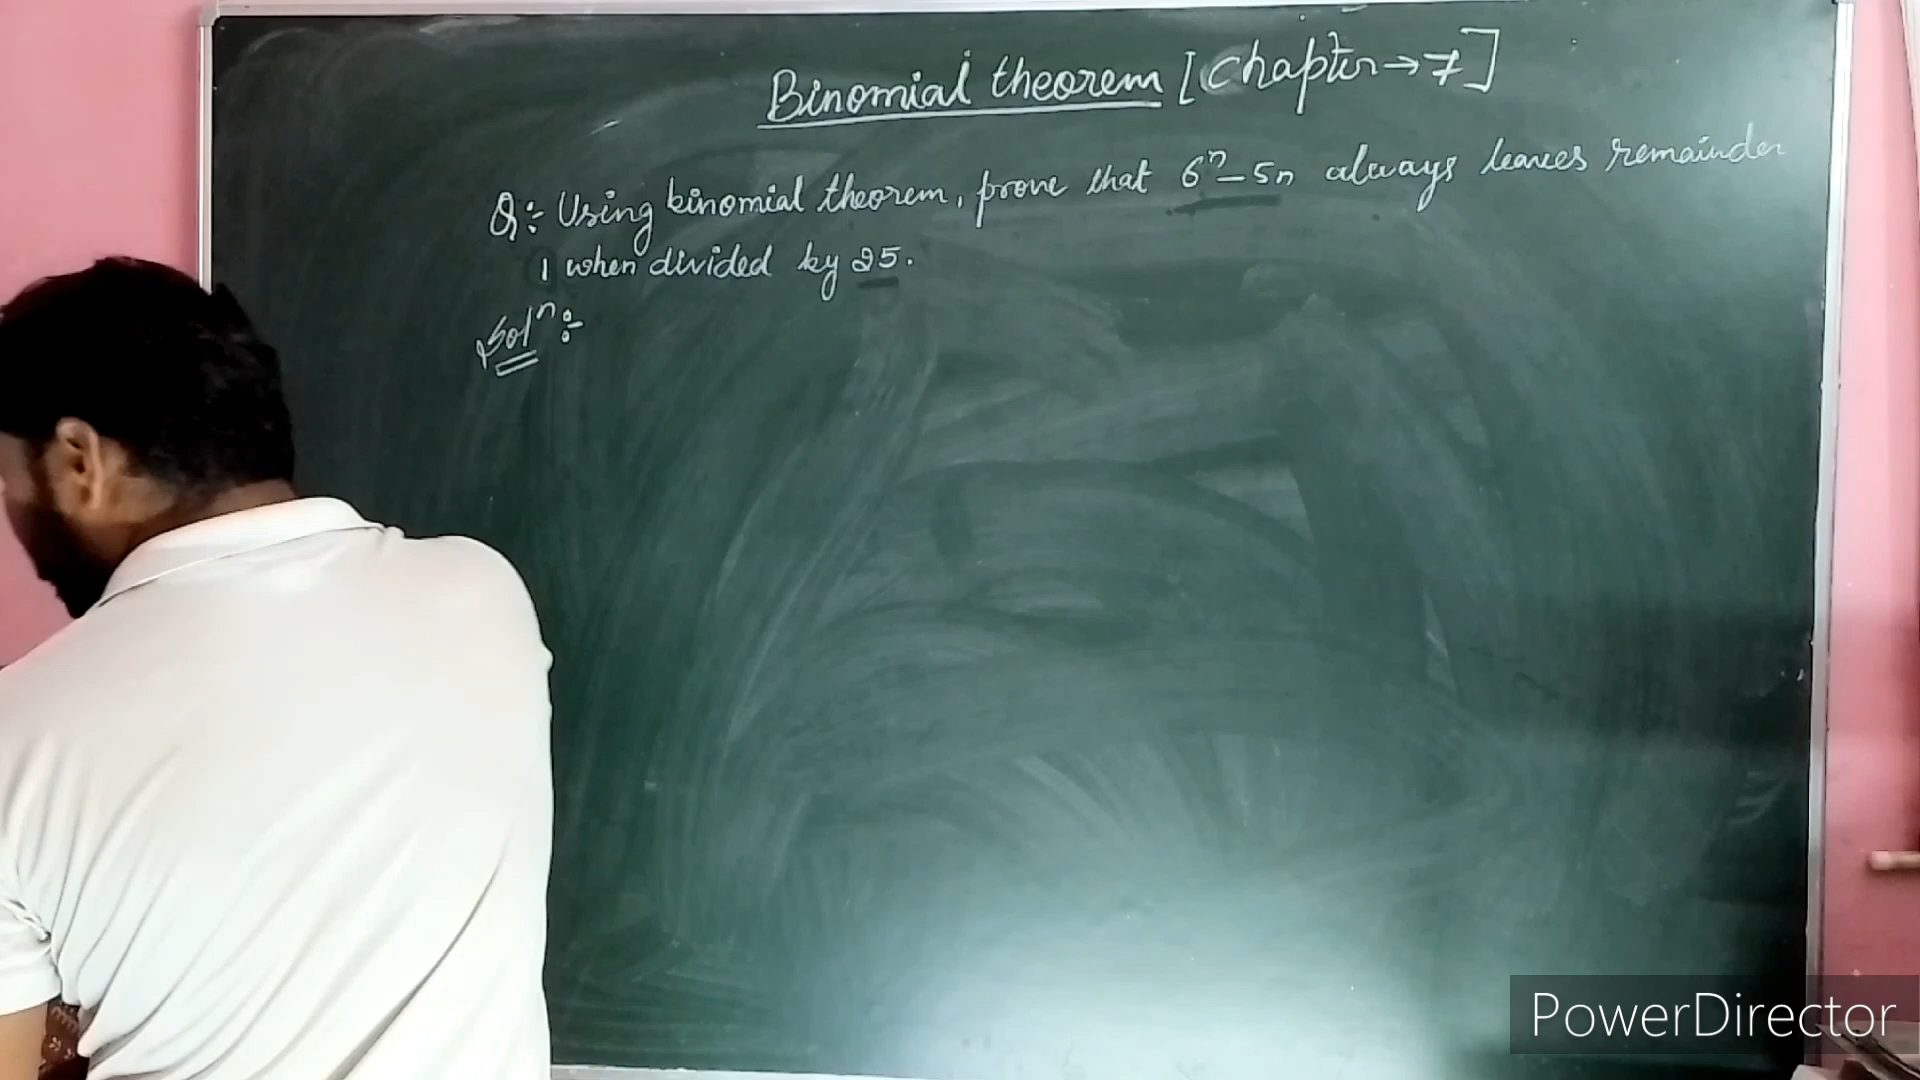 Binomial theorem [Chapter→7]
Q:- Using binomial theorem, prove that 6ⁿ-5n always leaves remainder
1 when divided by 25.
Solⁿ:-
PowerDirector